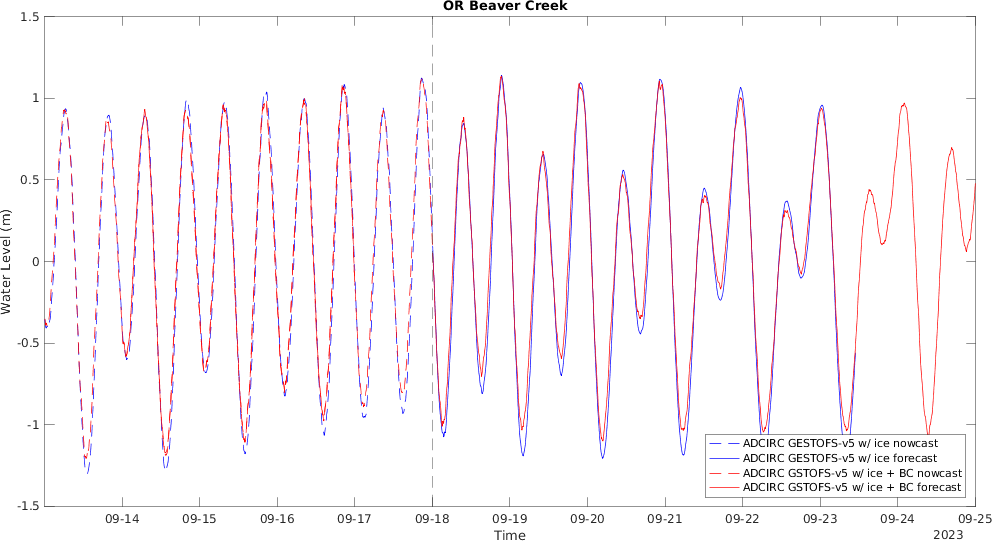 OR Beaver Creek
1.5
1
0.5
0
-0.5
-1
-1.5
Water Level (m)
ADCIRC GESTOFS-v5 w/ ice nowcast
ADCIRC GESTOFS-v5 w/ ice forecast
ADCIRC GSTOFS-v5 w/ ice + BC nowcast
ADCIRC GSTOFS-v5 w/ ice + BC forecast
09-14 09-15 09-16 09-17 09-18 09-19 09-20 09-21 09-22 09-23 09-24 09-25
Time
2023